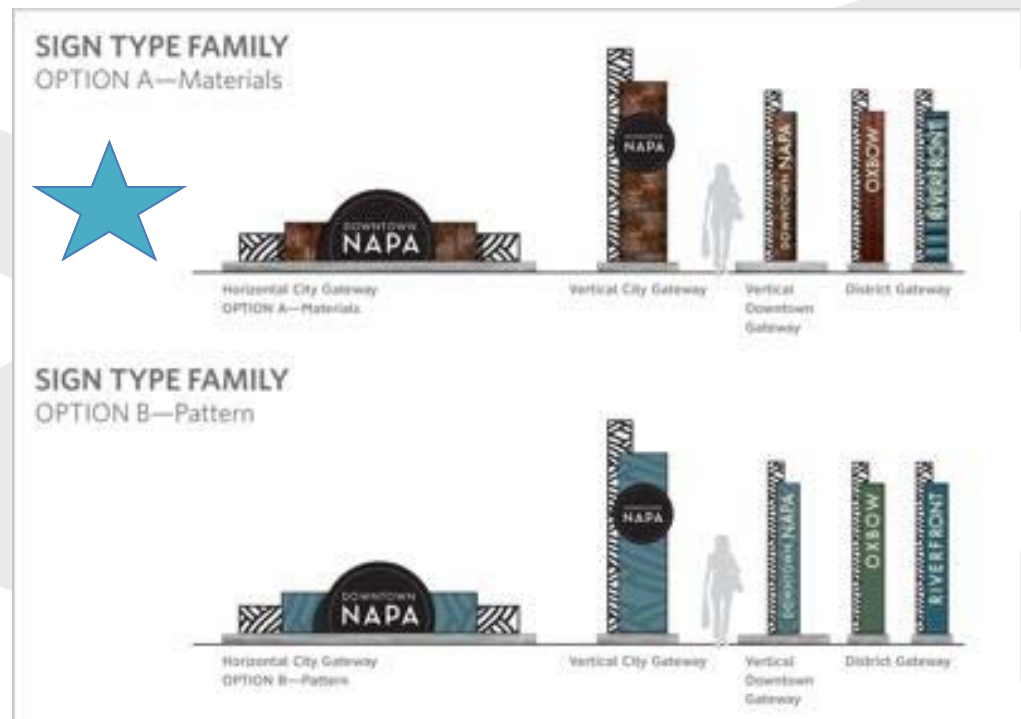 SIGN TYPE FAMILY
OPTION A—Materials
DOWNTOWN
NAPA
NAPA
DOWNTOWN NAPA
OXBOW
RIVERFRONT
Horizontal City Gateway
OPTION A—Materials
Vertical City Gateway
Vertical
Downtown
Gateway
District Gateway
SIGN TYPE FAMILY
OPTION B—Pattern
DOWNTOWN
NAPA
NAPA
DOWNTOWN NAPA
OXBOW
RIVERFRONT
Horizontal City Gateway
OPTION B—Pattern
Vertical City Gateway
Vertical
Downtown
Gateway
District Gateway